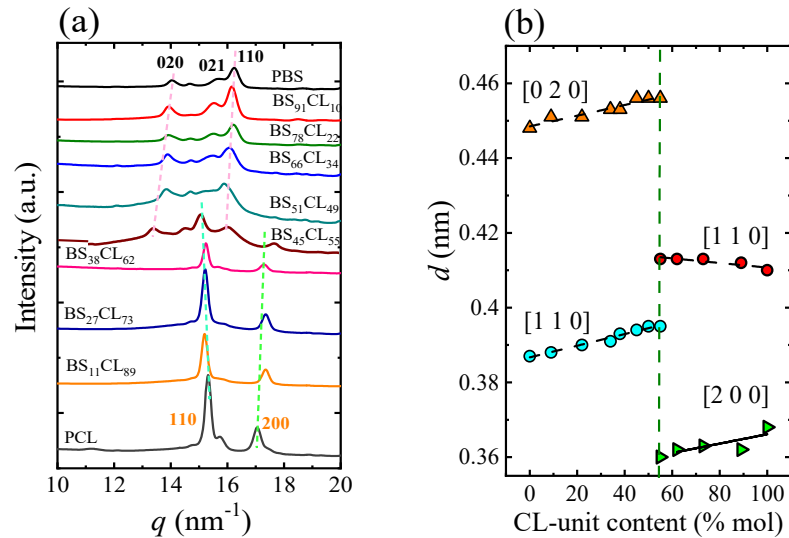 (a)
020
021
110
PBS
BS₉₁CL₁₀
BS₇₈CL₂₂
BS₆₆CL₃₄
BS₅₁CL₄₉
BS₄₅CL₅₅
BS₃₈CL₆₂
BS₂₇CL₇₃
BS₁₁CL₈₉
110
200
PCL
Intensity (a.u.)
10 12 14 16 18 20
q (nm⁻¹)
(b)
0.46
0.44
0.42
0.40
0.38
0.36
d (nm)
[0 2 0]
[1 1 0]
[1 1 0]
[2 0 0]
0 20 40 60 80 100
CL-unit content (% mol)